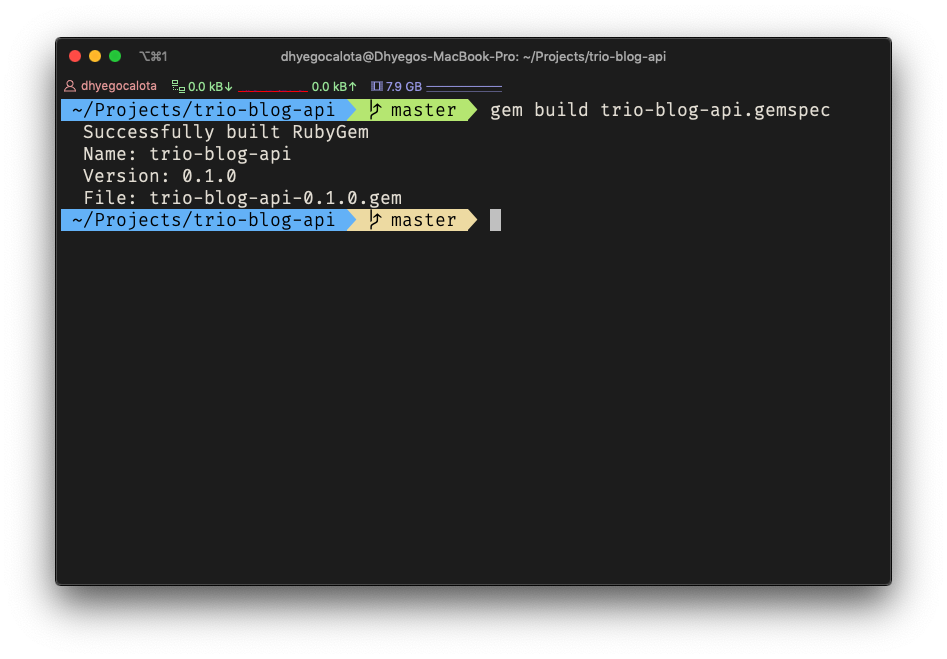 ⌥⌘1 dhyegocalota@Dhyegos-MacBook-Pro: ~/Projects/trio-blog-api
dhyegocalota 0.0 kB↓ 0.0 kB↑ 7.9 GB
~/Projects/trio-blog-api master gem build trio-blog-api.gemspec
Successfully built RubyGem
Name: trio-blog-api
Version: 0.1.0
File: trio-blog-api-0.1.0.gem
~/Projects/trio-blog-api master